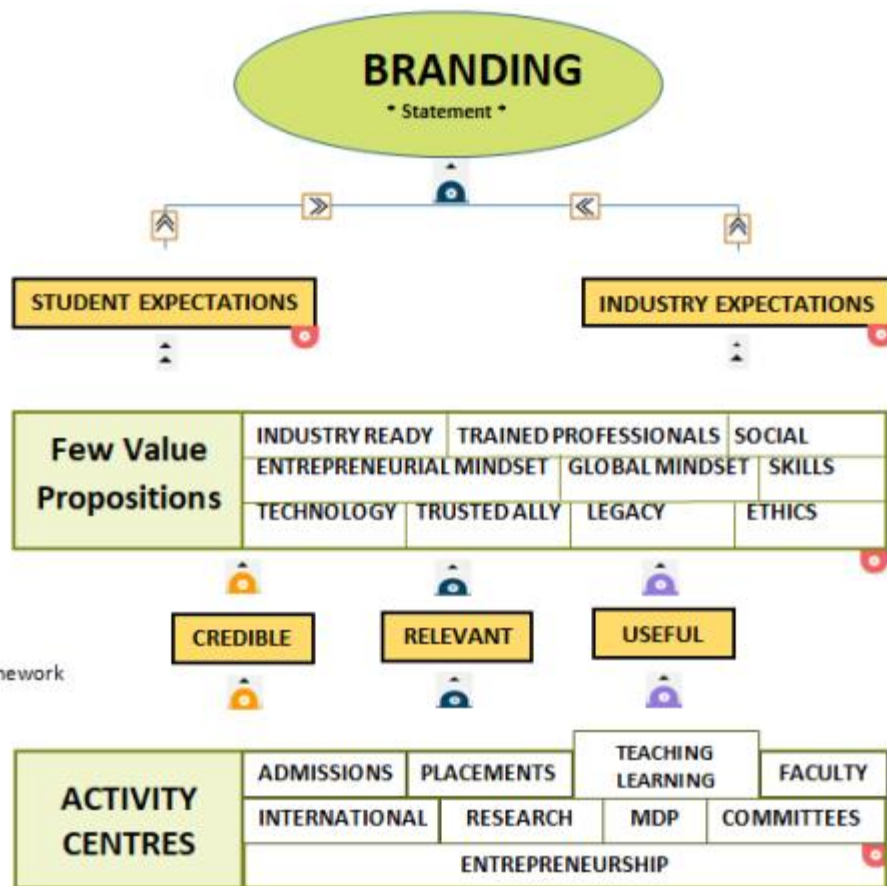 BRANDING
* Statement *
STUDENT EXPECTATIONS INDUSTRY EXPECTATIONS
Few Value
Propositions
INDUSTRY READY TRAINED PROFESSIONALS SOCIAL
ENTREPRENEURIAL MINDSET GLOBAL MINDSET SKILLS
TECHNOLOGY TRUSTED ALLY LEGACY ETHICS
CREDIBLE RELEVANT USEFUL
ACTIVITY
CENTRES
ADMISSIONS PLACEMENTS TEACHING LEARNING FACULTY
INTERNATIONAL RESEARCH MDP COMMITTEES
ENTREPRENEURSHIP